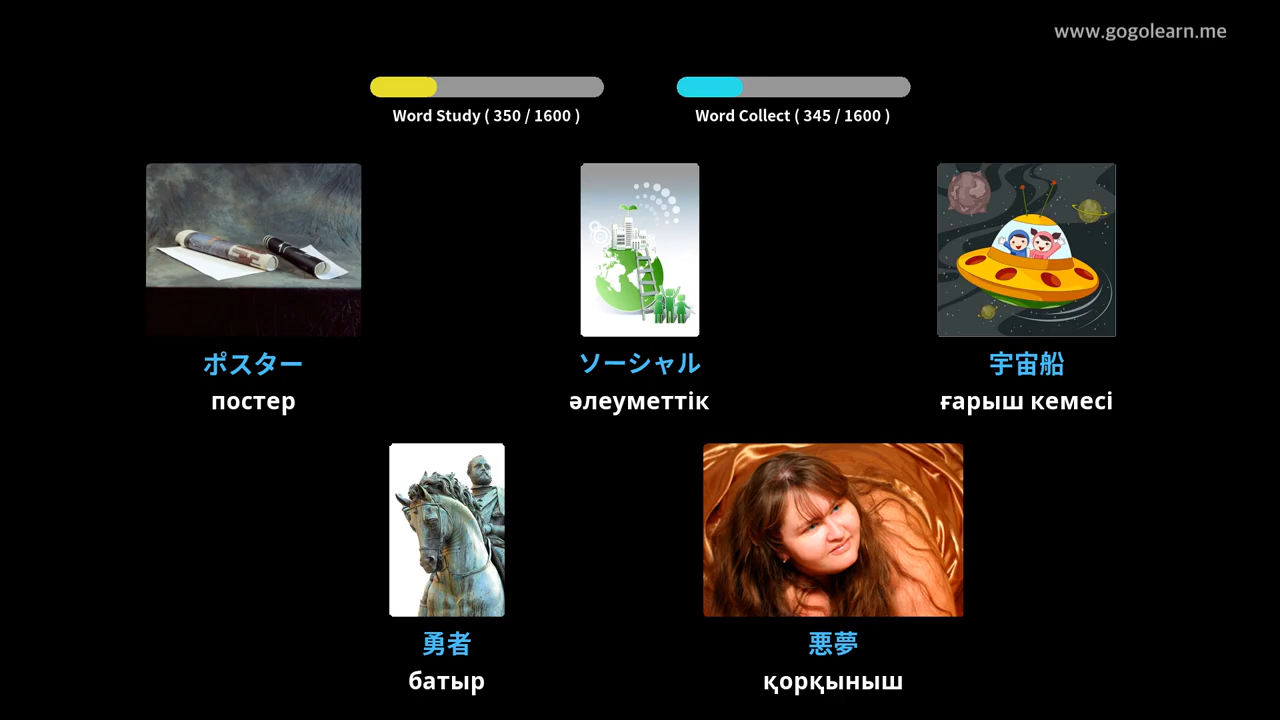 www.gogolearn.me
Word Study ( 350 / 1600 )
Word Collect ( 345 / 1600 )
ポスター
постер
ソーシャル
әлеуметтік
宇宙船
ғарыш кемесі
勇者
батыр
悪夢
қорқыныш